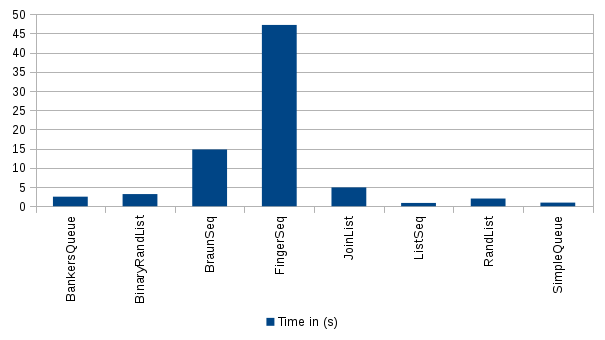 50
45
40
35
30
25
20
15
10
5
0
BankersQueue
BinaryRandList
BraunSeq
FingerSeq
JoinList
ListSeq
RandList
SimpleQueue
Time in (s)